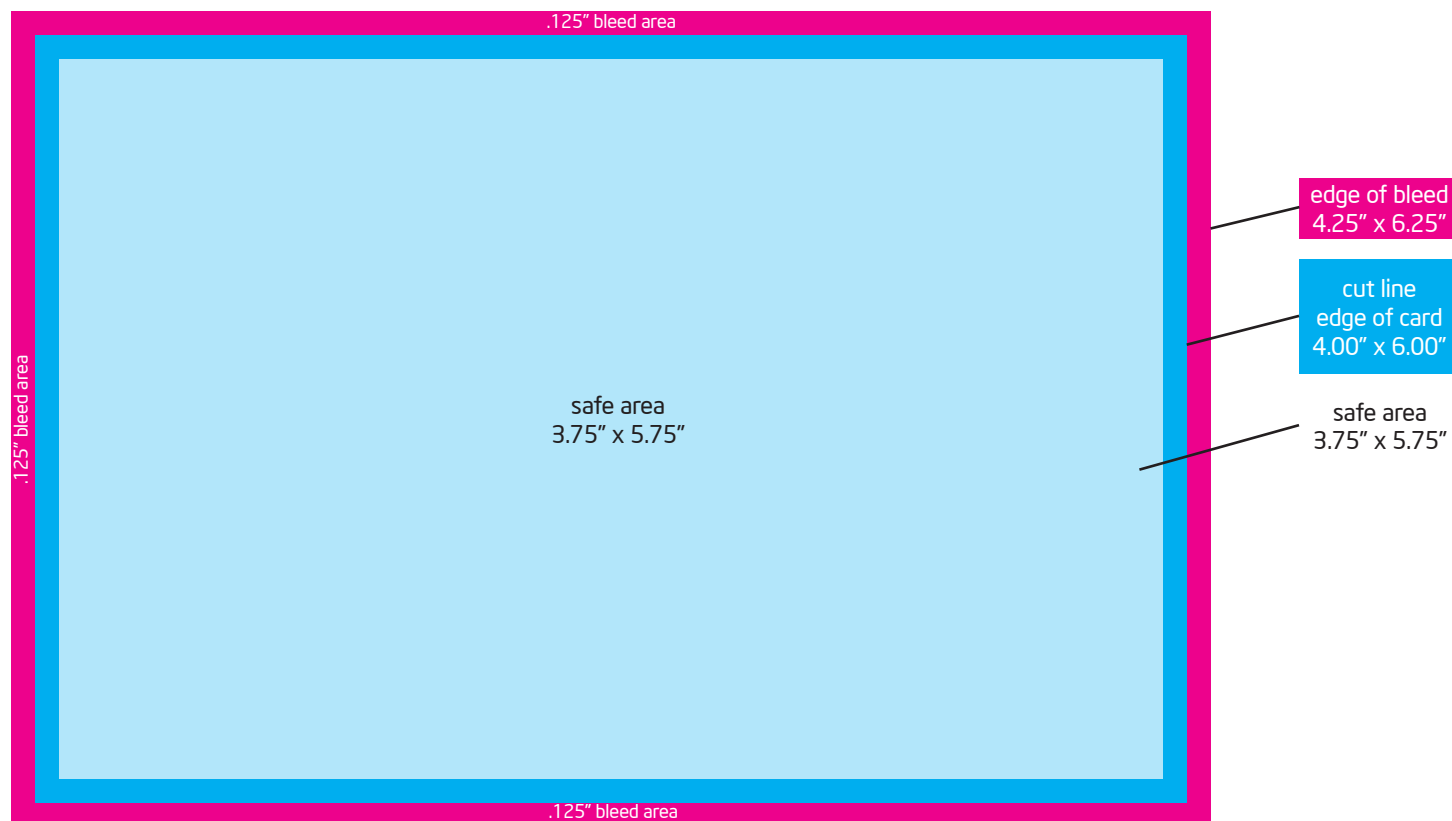 .125” bleed area
edge of bleed
4.25” x 6.25”
cut line
edge of card
4.00” x 6.00”
.125” bleed area
safe area
3.75” x 5.75”
safe area
3.75” x 5.75”
.125” bleed area